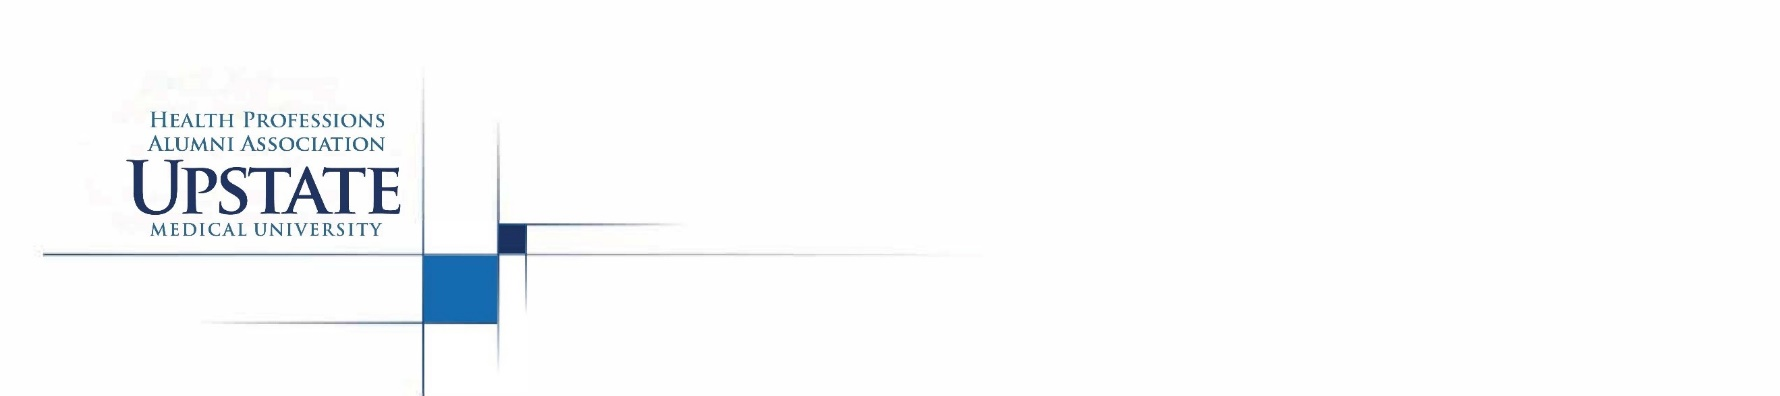 Health Professions
Alumni Association
Upstate
Medical University